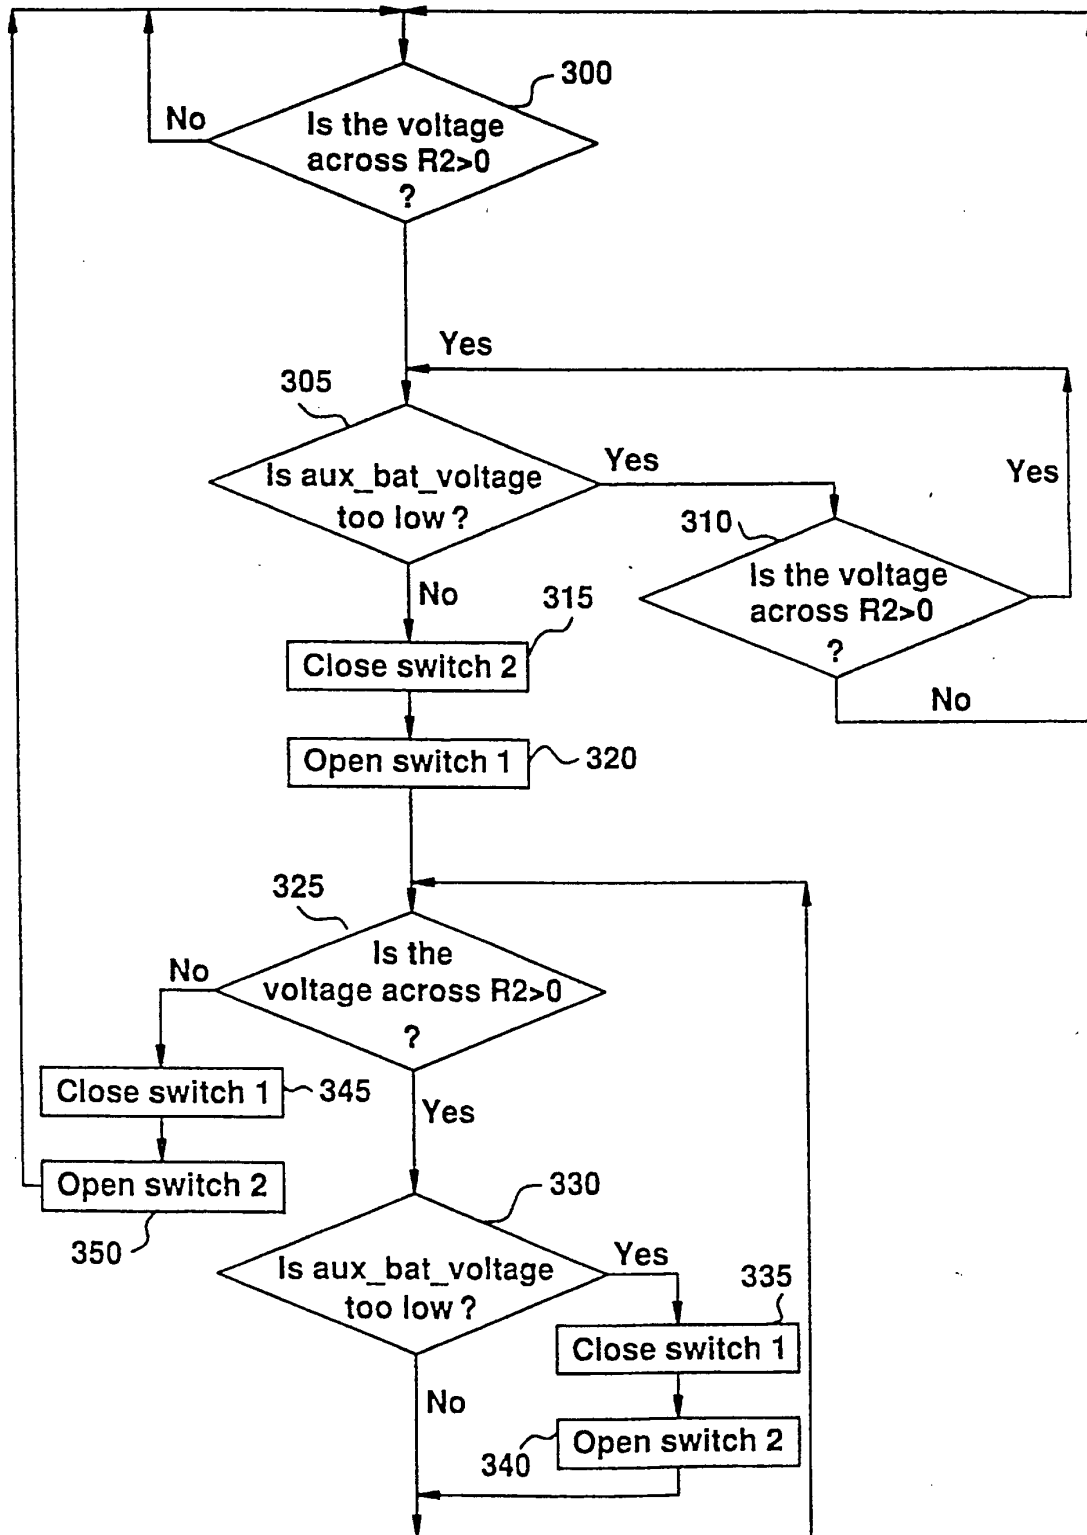 300
No
Is the voltage
across R2>0
?
Yes
305
Is aux_bat_voltage
too low ?
Yes
Yes
310
Is the voltage
across R2>0
?
No
No
315
Close switch 2
Open switch 1
320
325
Is the
voltage across R2>0
?
No
Close switch 1
345
Yes
Open switch 2
350
330
Is aux_bat_voltage
too low ?
Yes
335
Close switch 1
No
Open switch 2
340